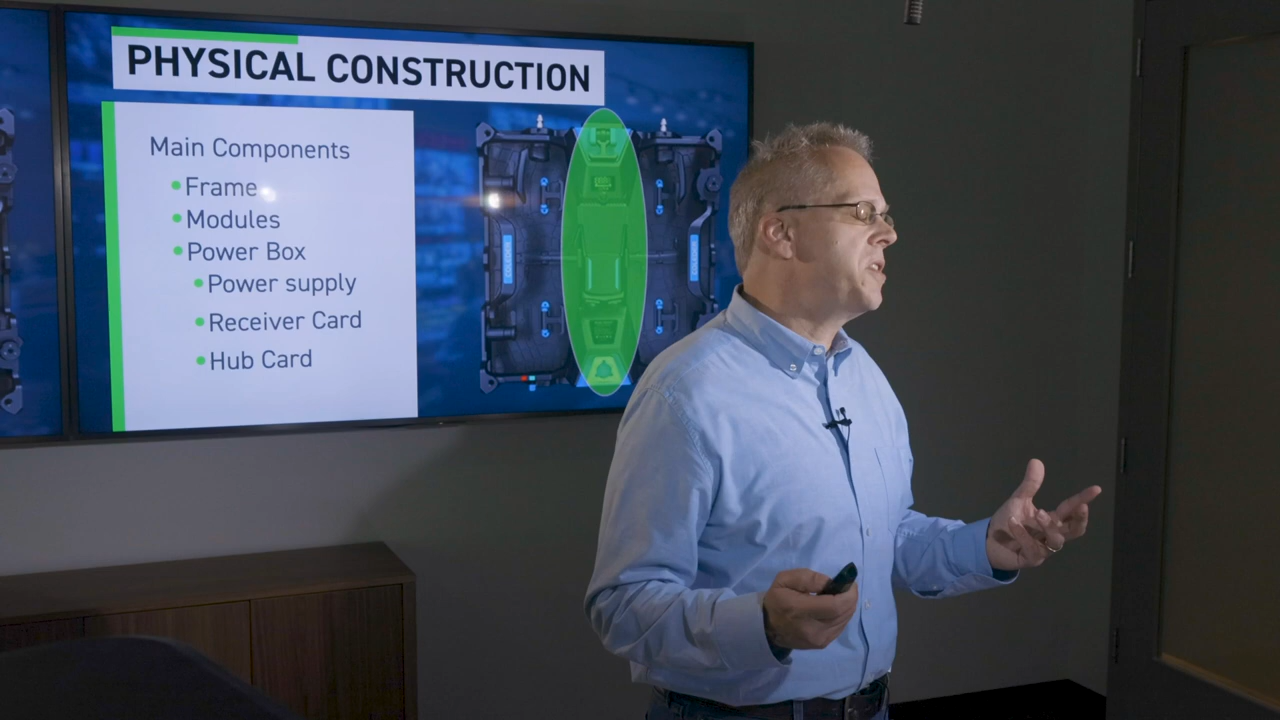 PHYSICAL CONSTRUCTION
Main Components
Frame
Modules
Power Box
Power supply
Receiver Card
Hub Card